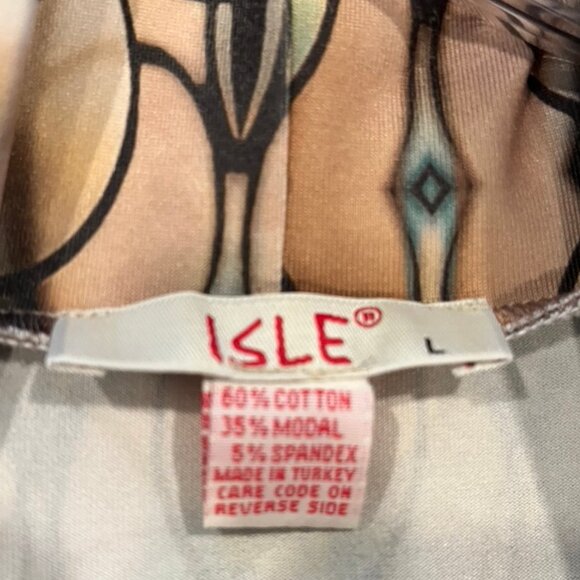 ISLE® L
60% COTTON
35% MODAL
5% SPANDEX
MADE IN TURKEY
CARE CODE ON
REVERSE SIDE